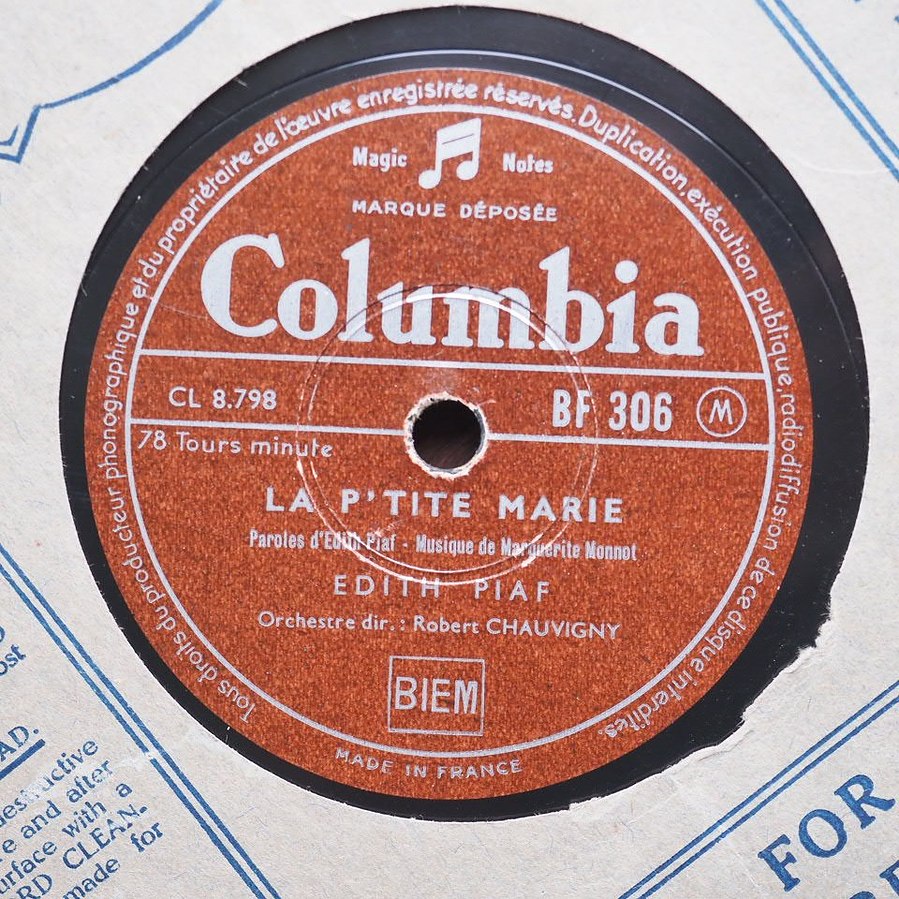 Tous droits du producteur phonographique et du propriétaire de l'œuvre enregistrée réservés. Duplication, exécution publique, radiodiffusion de ce disque interdites.
Magic Notes
MARQUE DÉPOSÉE
Columbia
CL 8.798 BF 306 M
78 Tours minute
LA P'TITE MARIE
Paroles d'Edith Piaf - Musique de Marguerite Monnot
EDITH PIAF
Orchestre dir. : Robert CHAUVIGNY
BIEM
MADE IN FRANCE
ost
AD.
destructive
e and after
urface with a
RD CLEAN.
made for
FOR